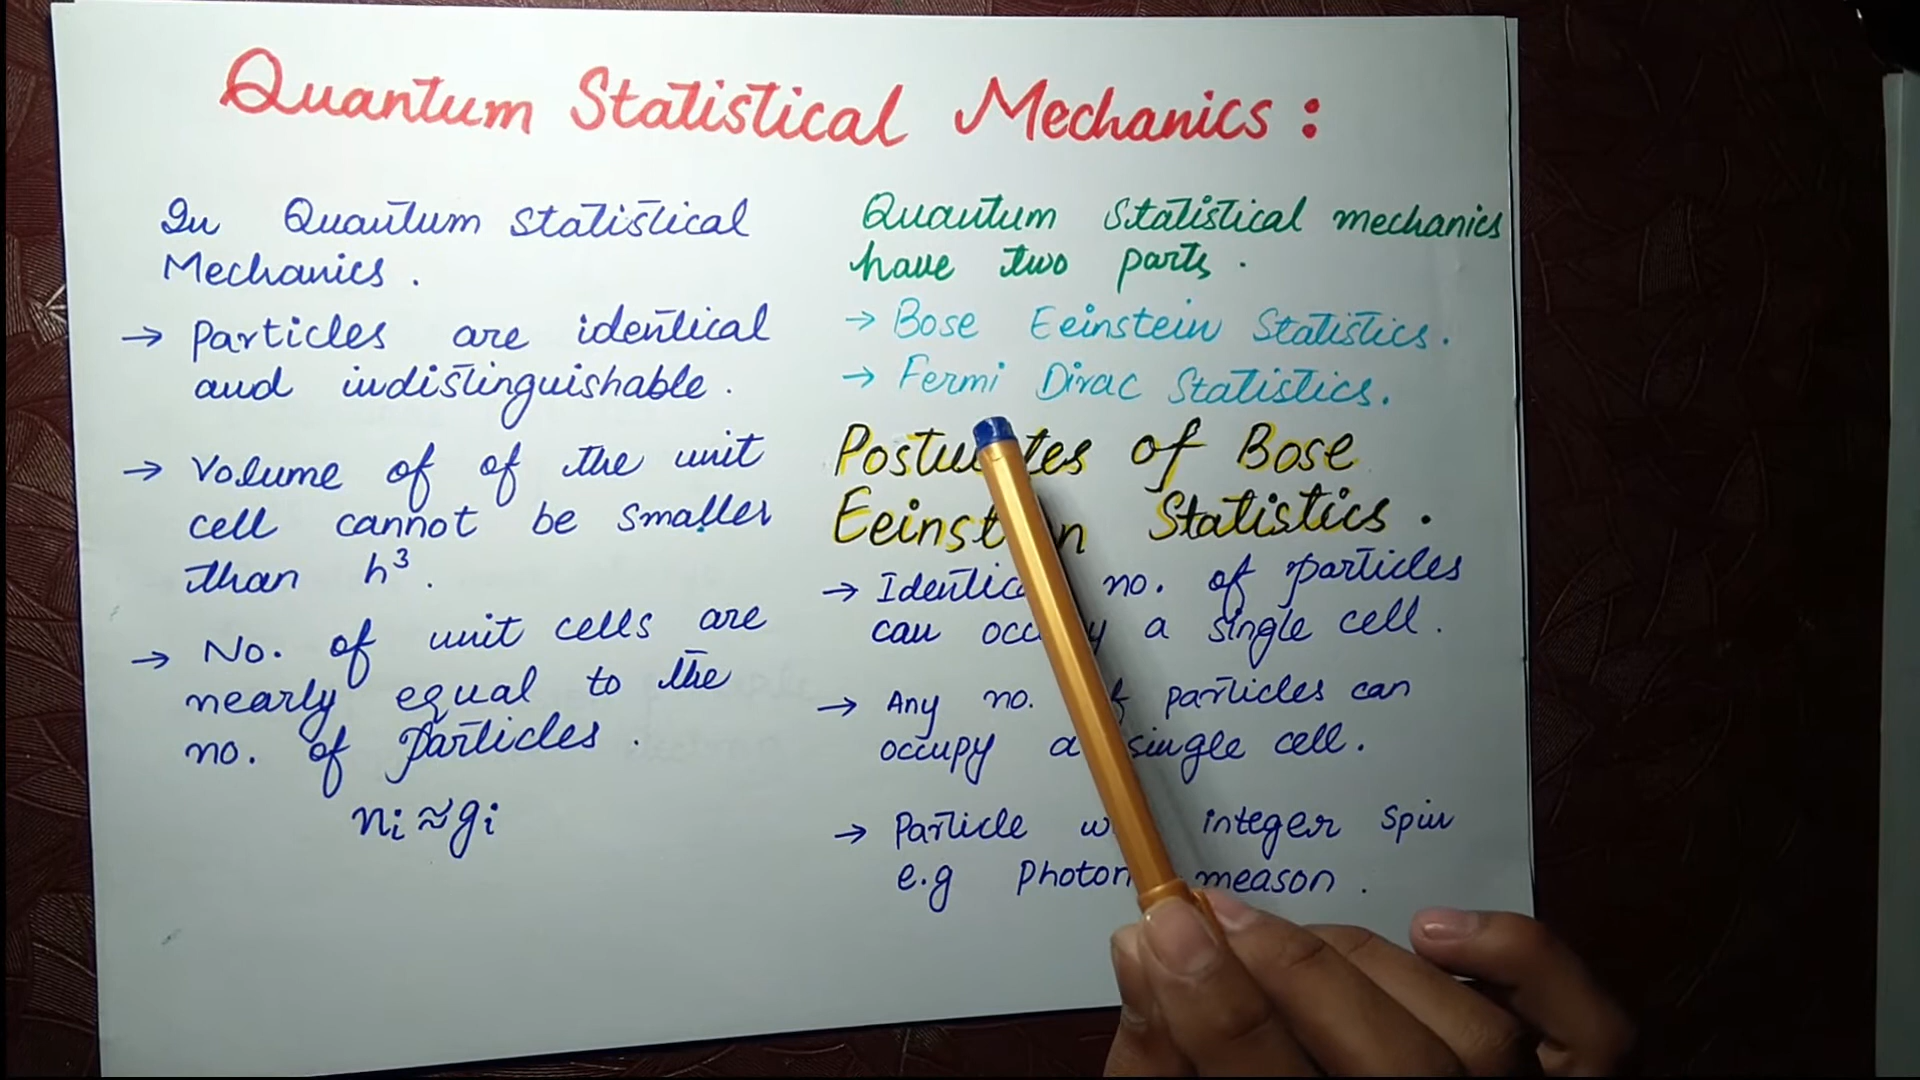 Quantum Statistical Mechanics :
In Quantum Statistical
Mechanics .
→ Particles are identical
and indistinguishable .
→ Volume of of the unit
cell cannot be smaller
than h³ .
→ No. of unit cells are
nearly equal to the
no. of particles .
nᵢ ≈ gᵢ
Quantum Statistical mechanics
have two parts .
→ Bose Eeinstein Statistics .
→ Fermi Dirac Statistics .
of Bose
Statistics .
→ no. of particles
can a single cell .
→ Any no. particles can
occupy a single cell .
→ Particle integer spin
e.g Photon meason .